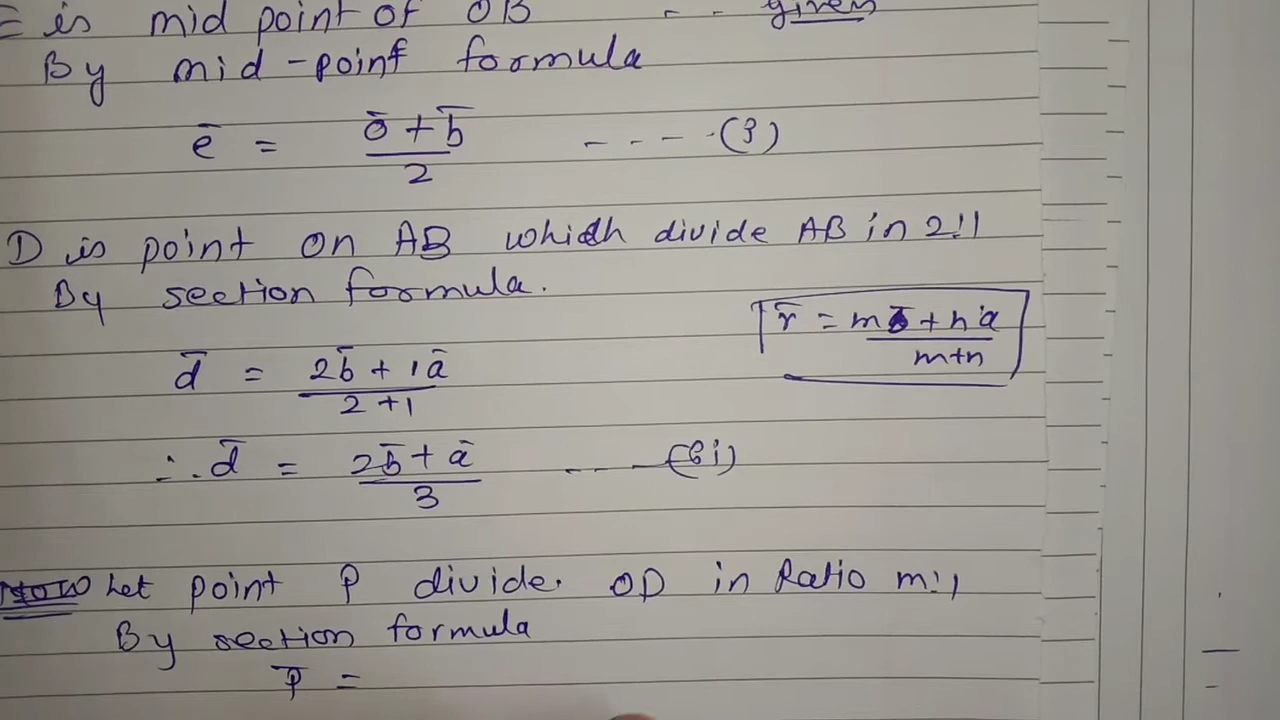 E is mid point of OB - - given
By mid-point formula
ē = ō + b̄ / 2 - - - - (i)
D is point on AB which divide AB in 2:1
By section formula.
r̄ = mb̄ + nā / m+n
d̄ = 2b̄ + 1ā / 2+1
∴ d̄ = 2b̄ + ā / 3 - - - - (ii)
Let point P divide. OD in Ratio m:1
By section formula
p̄ =